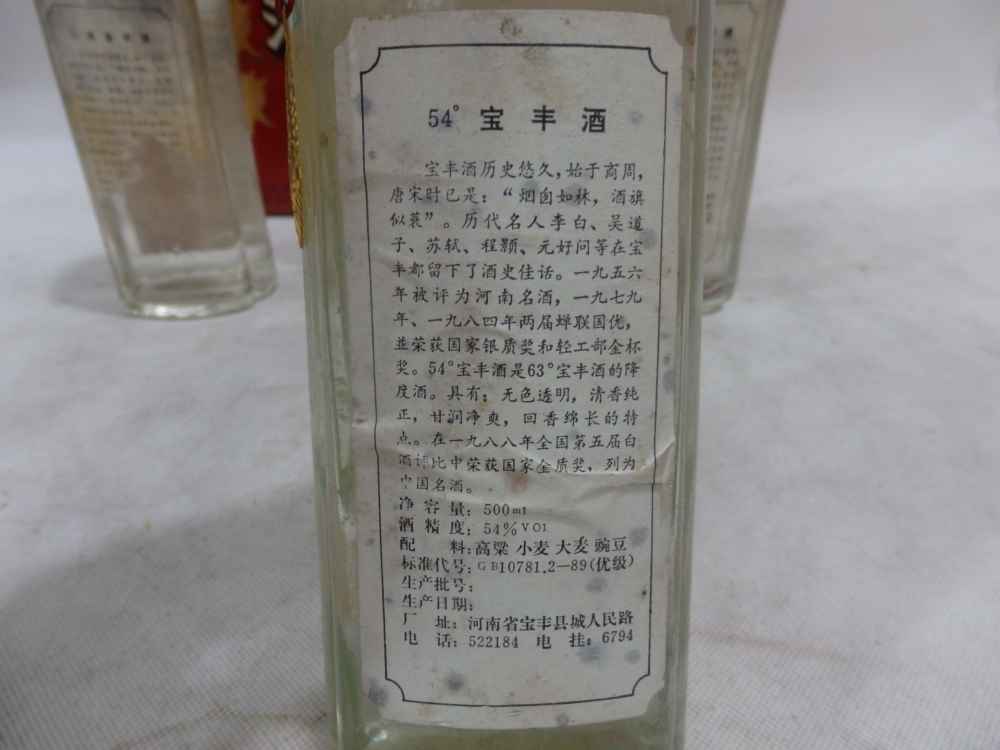 54°宝丰酒
宝丰酒历史悠久,始于商周,
唐宋时已是：“烟囱如林，酒旗
似蓑”。历代名人李白、吴道
子、苏轼、程颢、元好问等在宝
丰都留下了酒史佳话。一九五六
年被评为河南名酒，一九七九
年、一九八四年两届蝉联国优,
並荣获国家银质奖和轻工部金杯
奖。54°宝丰酒是63°宝丰酒的降
度酒。具有：无色透明，清香纯
正，甘润净爽，回香绵长的特
点。在一九八八年全国第五届白
酒评比中荣获国家金质奖，列为
中国名酒。
净容量：500ml
酒精度：54%VOl
配料：高粱 小麦 大麦 豌豆
标准代号：GB10781.2—89(优级)
生产批号：
生产日期：
厂址：河南省宝丰县城人民路
电话：522184 电挂：6794